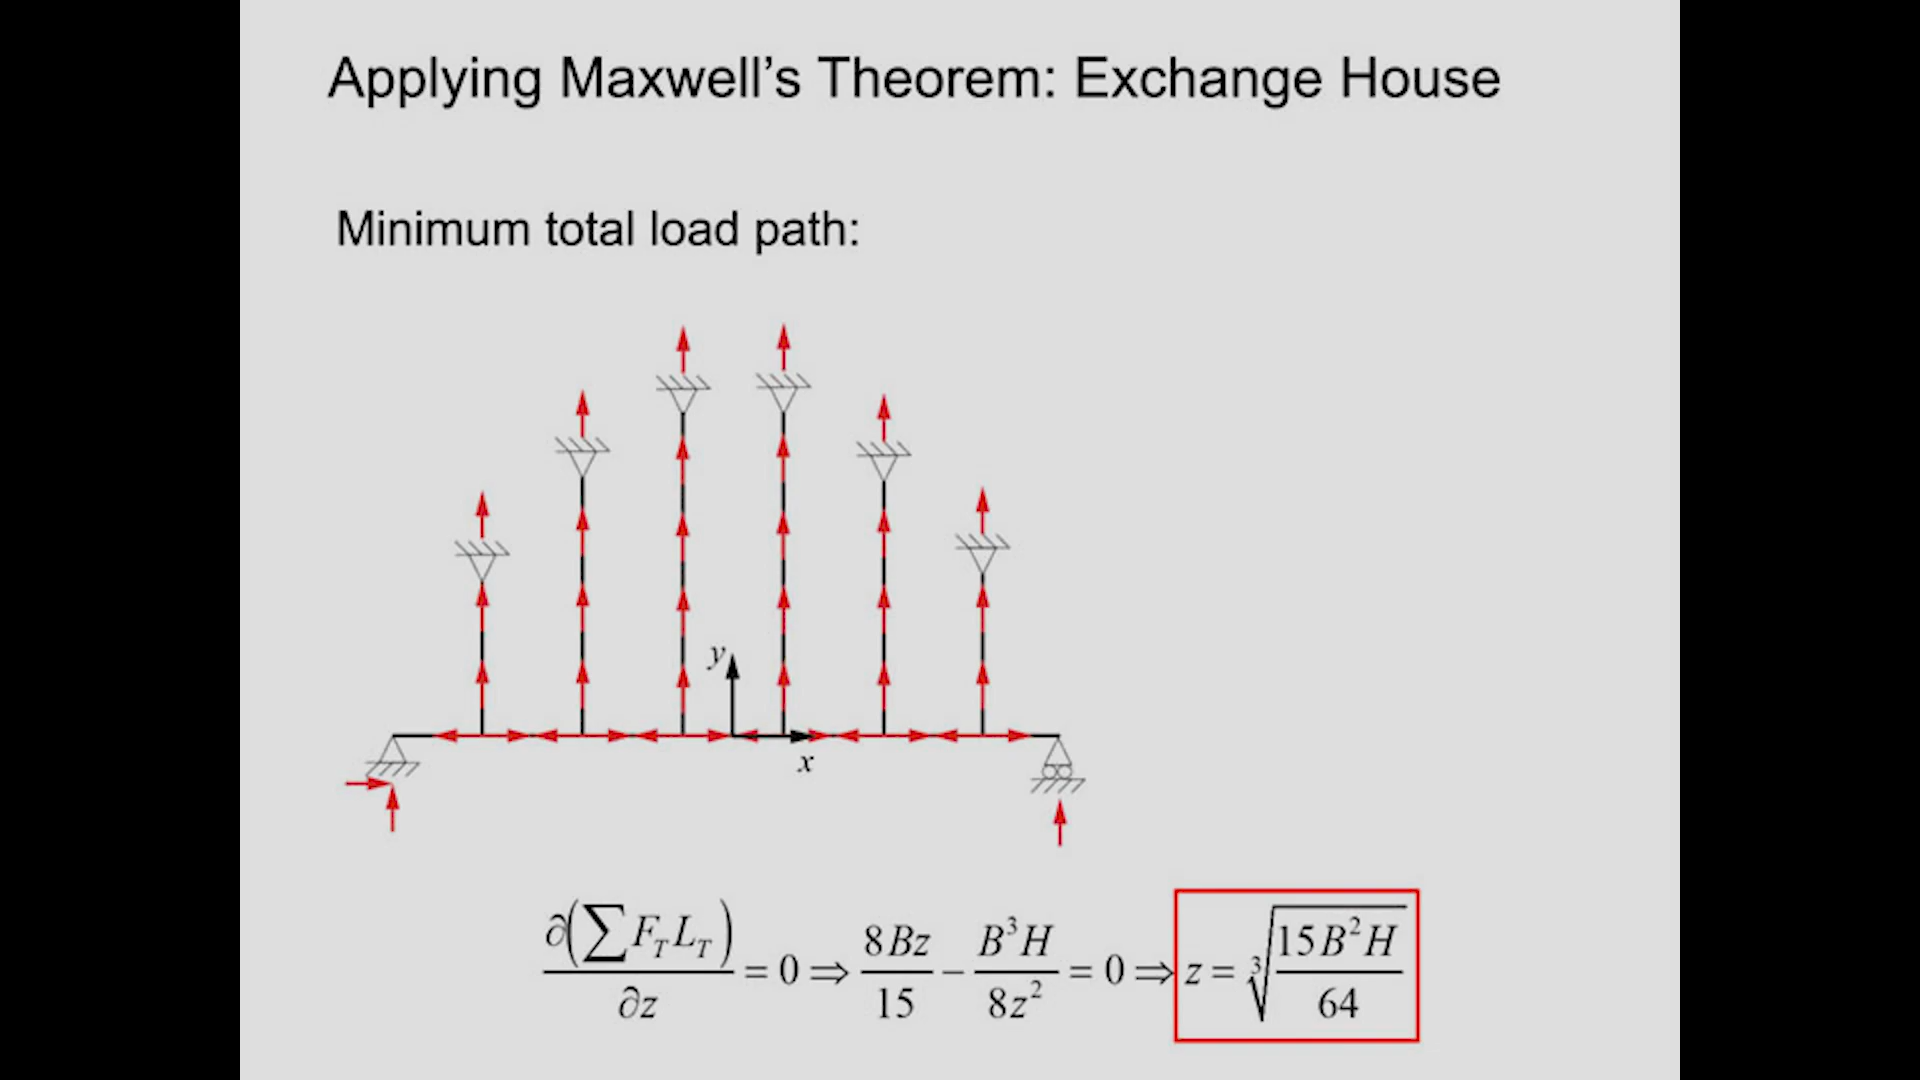 Applying Maxwell’s Theorem: Exchange House
Minimum total load path:
y
x
∂(∑F_T L_T)/∂z = 0 ⇒ 8Bz/15 − B³H/8z² = 0 ⇒ z = ∛(15B²H/64)